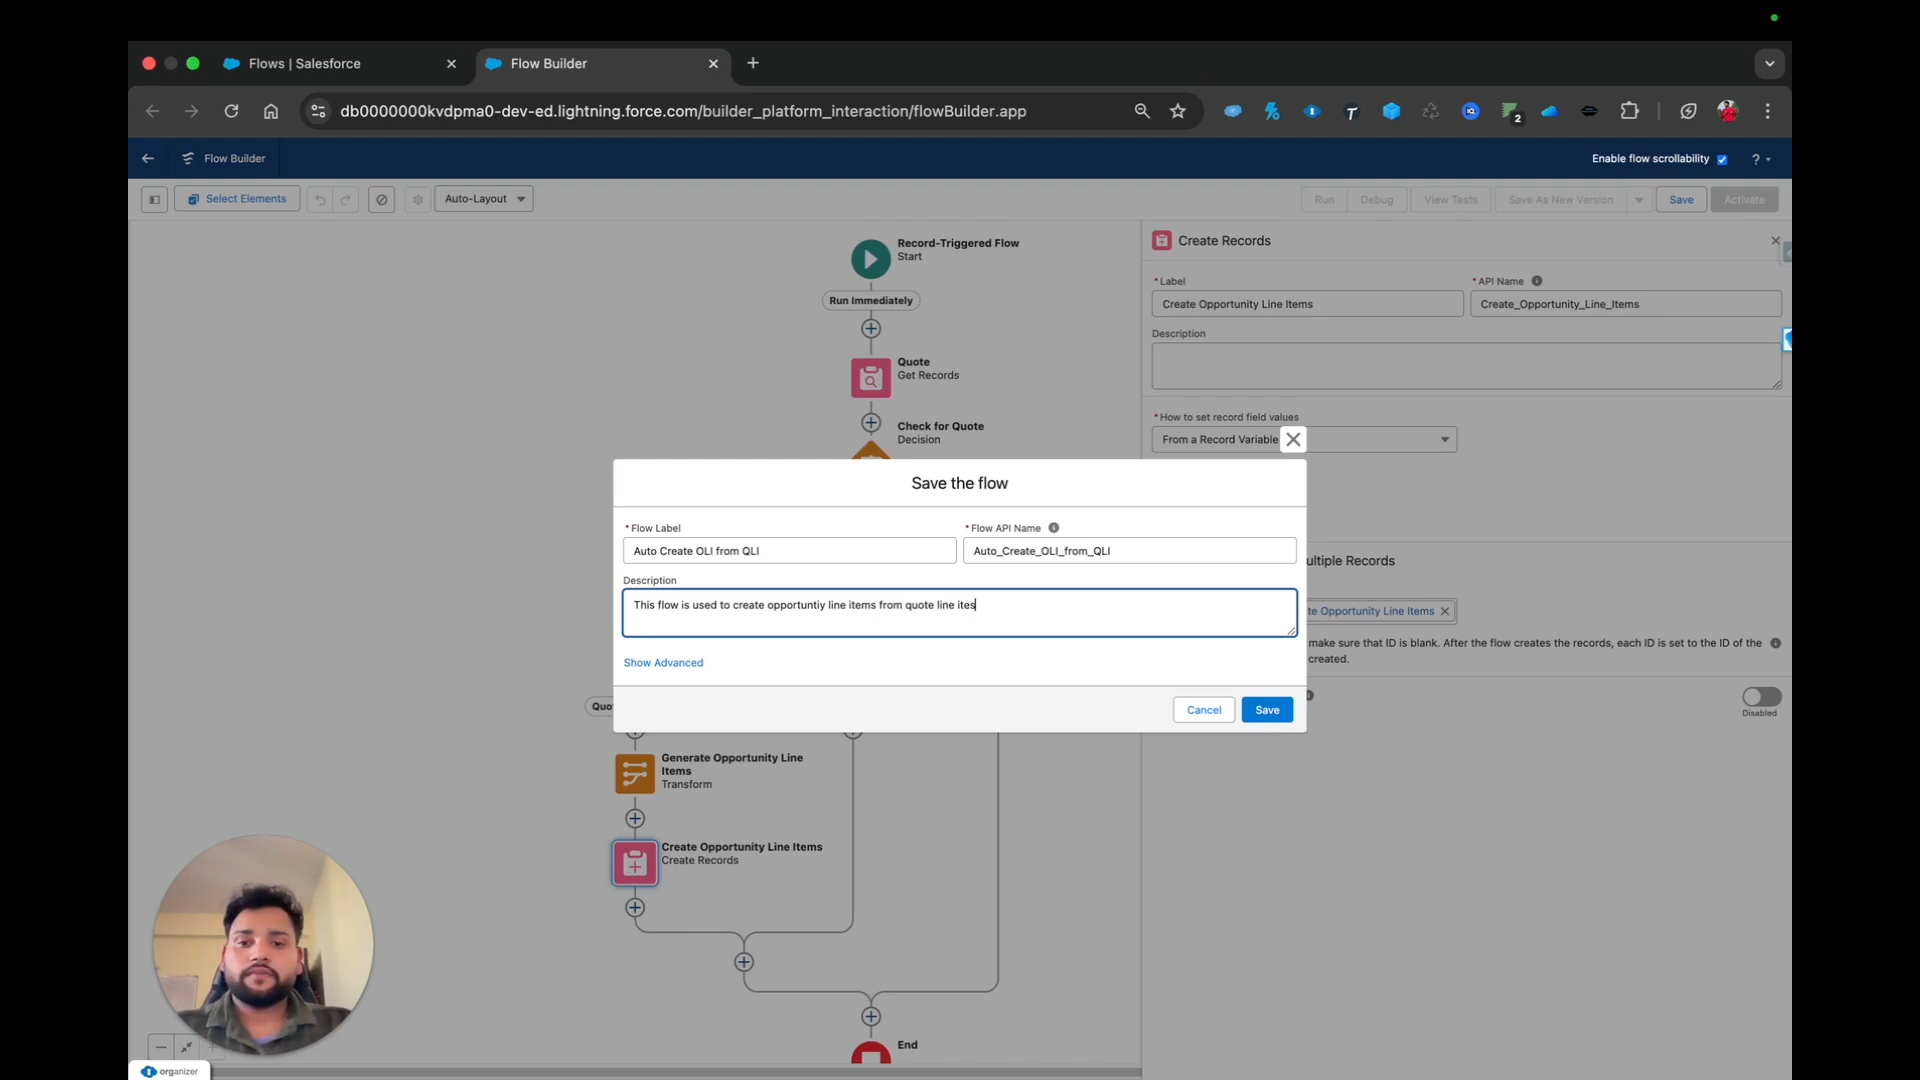 Flows | Salesforce
Flow Builder
db0000000kvdpma0-dev-ed.lightning.force.com/builder_platform_interaction/flowBuilder.app
2
Flow Builder
Enable flow scrollability
?
Select Elements
Auto-Layout
Run
Debug
View Tests
Save As New Version
Save
Activate
Record-Triggered Flow
Start
Run Immediately
Quote
Get Records
Check for Quote
Decision
Create Records
* Label
* API Name
Create Opportunity Line Items
Create_Opportunity_Line_Items
Description
* How to set record field values
From a Record Variable
Save the flow
* Flow Label
* Flow API Name
Auto Create OLI from QLI
Auto_Create_OLI_from_QLI
Description
This flow is used to create opportuntiy line items from quote line ites
Show Advanced
Cancel
Save
ultiple Records
te Opportunity Line Items
make sure that ID is blank. After the flow creates the records, each ID is set to the ID of the
created.
Disabled
Quo
Generate Opportunity Line
Items
Transform
Create Opportunity Line Items
Create Records
End
organizer